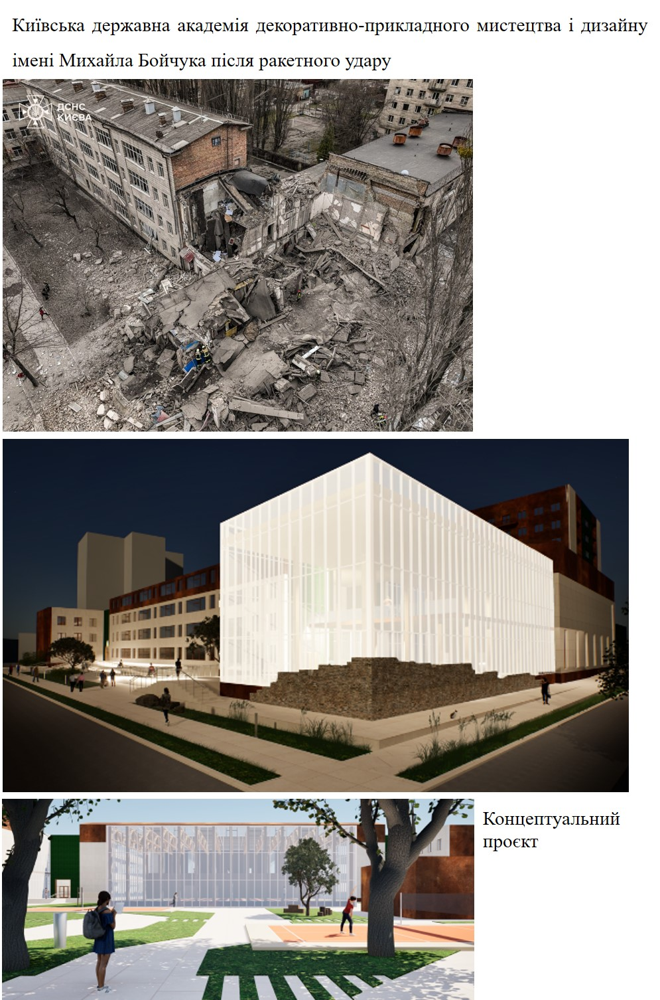 Київська державна академія декоративно-прикладного мистецтва і дизайну
імені Михайла Бойчука після ракетного удару
ДСНС
КИЄВА
Концептуальний
проєкт